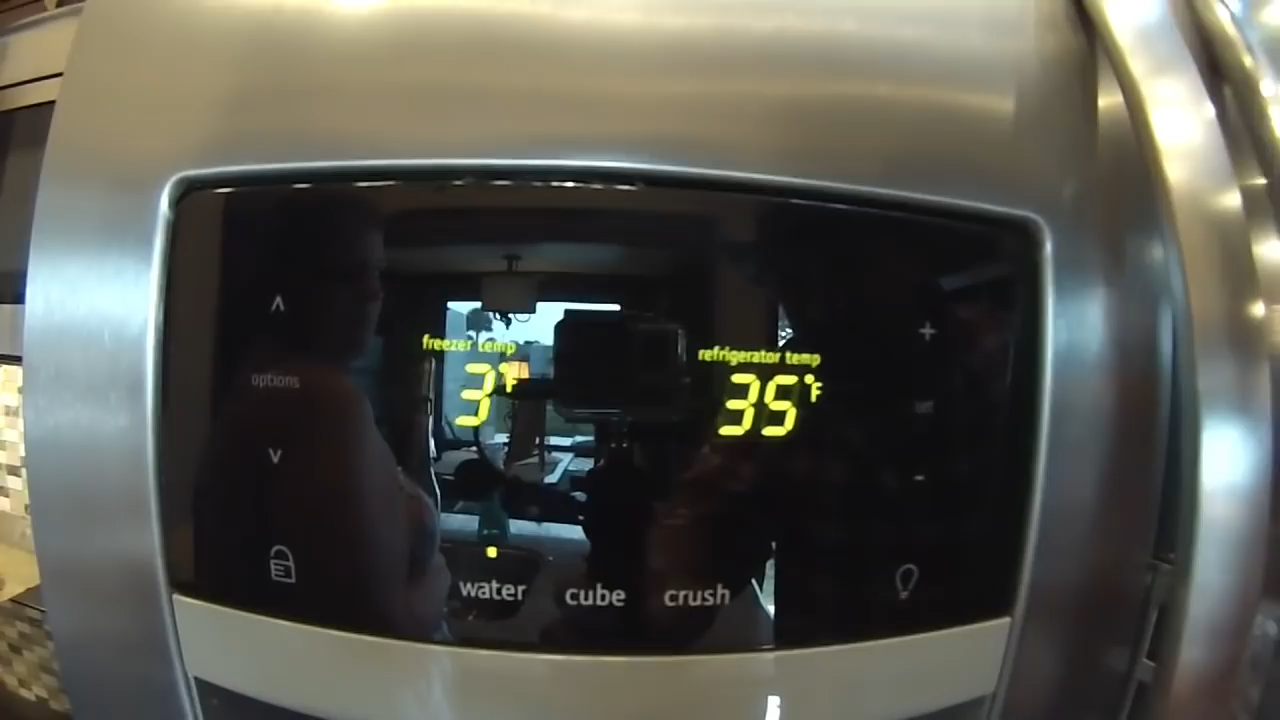 freezer temp
3°F
refrigerator temp
35°F
options
water
cube
crush